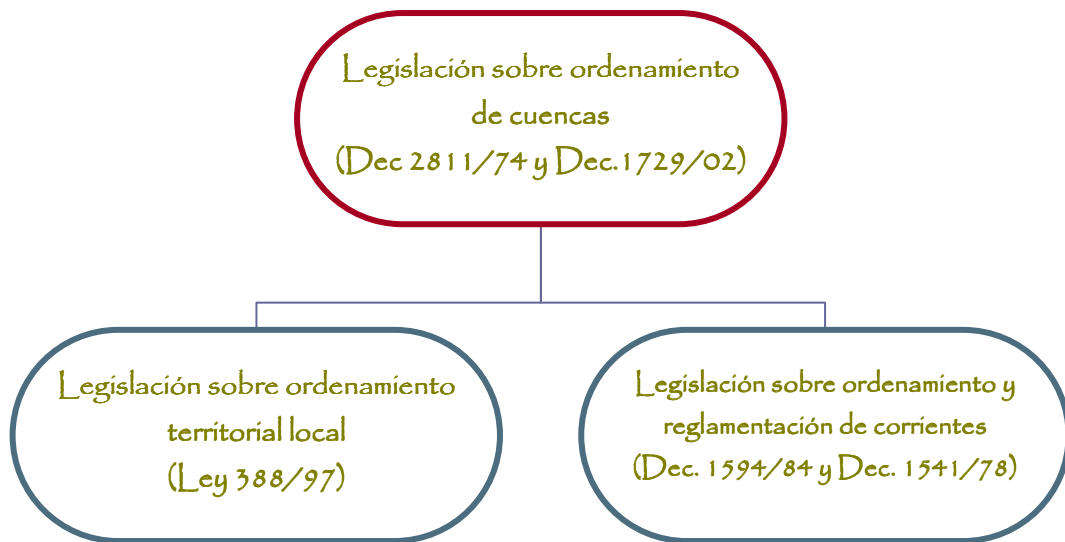 Legislación sobre ordenamiento
de cuencas
(Dec 2811/74 y Dec.1729/02)
Legislación sobre ordenamiento
territorial local
(Ley 388/97)
Legislación sobre ordenamiento y
reglamentación de corrientes
(Dec. 1594/84 y Dec. 1541/78)